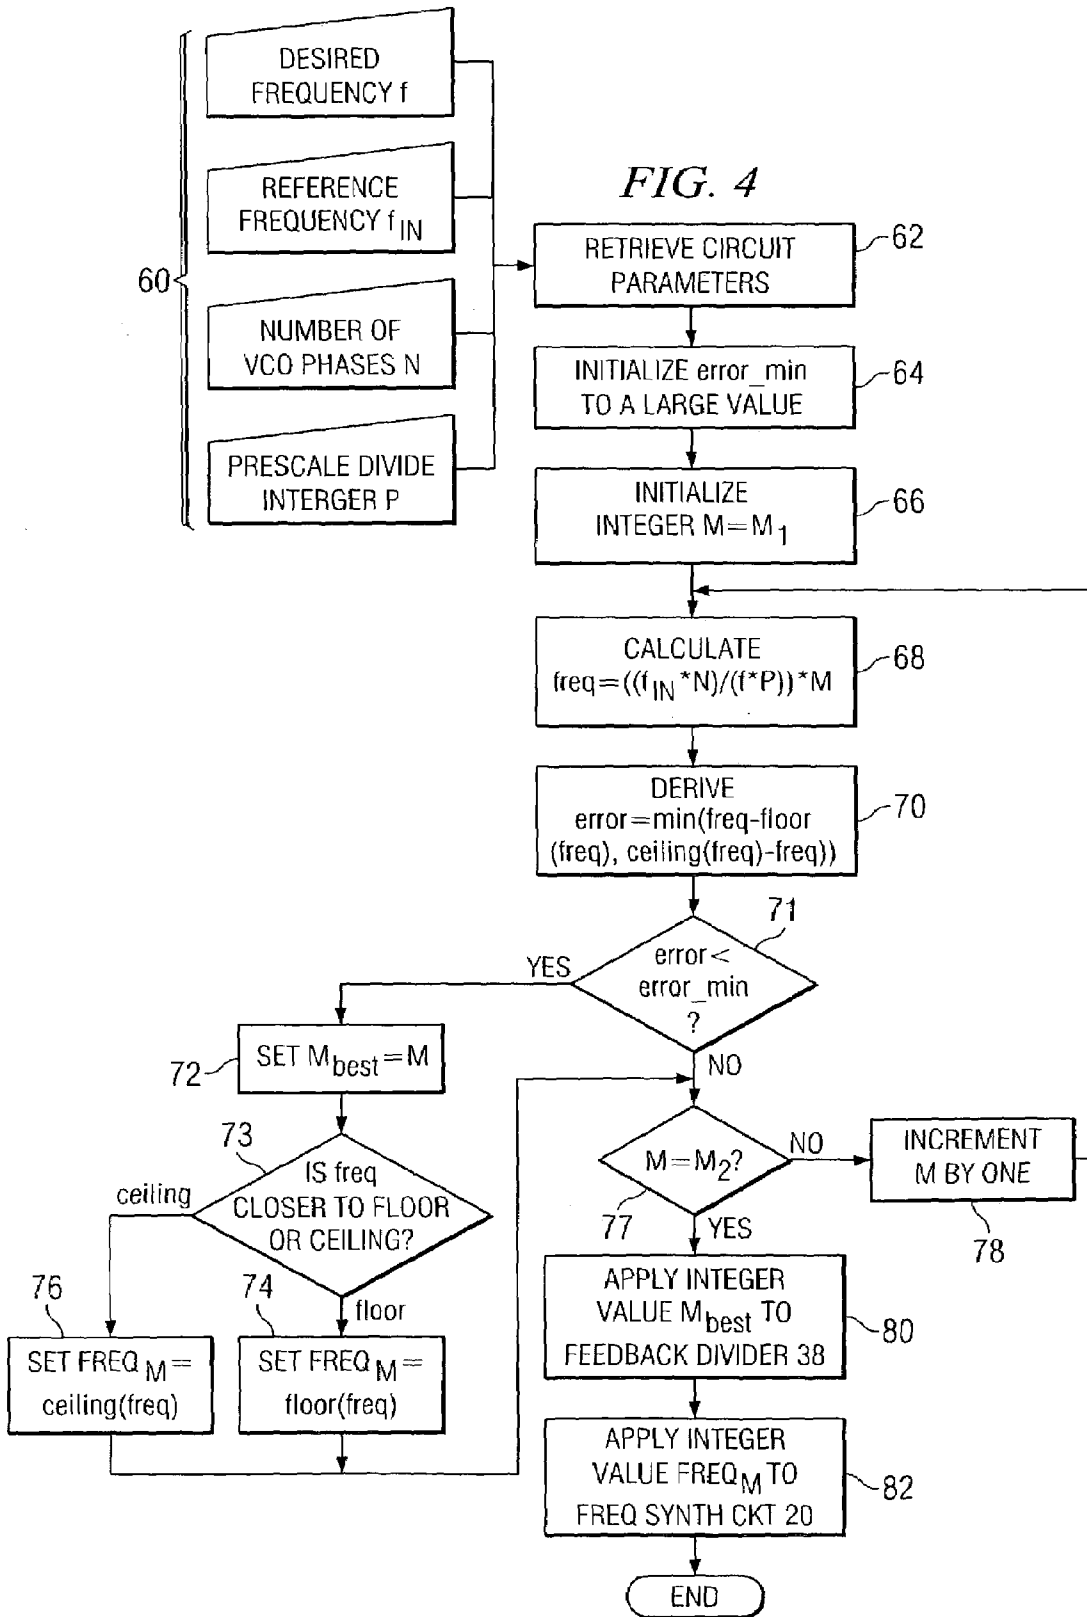 DESIRED
FREQUENCY f
REFERENCE
FREQUENCY fIN
NUMBER OF
VCO PHASES N
PRESCALE DIVIDE
INTERGER P
60
FIG. 4
RETRIEVE CIRCUIT
PARAMETERS
62
INITIALIZE error_min
TO A LARGE VALUE
64
INITIALIZE
INTEGER M=M1
66
CALCULATE
freq=((fIN*N)/(f*P))*M
68
DERIVE
error=min(freq-floor
(freq), ceiling(freq)-freq))
70
error<
error_min
?
71
YES
NO
SET Mbest=M
72
IS freq
CLOSER TO FLOOR
OR CEILING?
73
ceiling
floor
SET FREQM=
ceiling(freq)
76
SET FREQM=
floor(freq)
74
M=M2?
77
NO
YES
INCREMENT
M BY ONE
78
APPLY INTEGER
VALUE Mbest TO
FEEDBACK DIVIDER 38
80
APPLY INTEGER
VALUE FREQM TO
FREQ SYNTH CKT 20
82
END